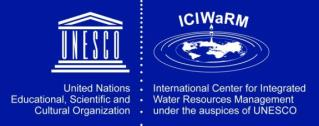 UNESCO
United Nations
Educational, Scientific and
Cultural Organization
ICIWaRM
International Center for Integrated
Water Resources Management
under the auspices of UNESCO